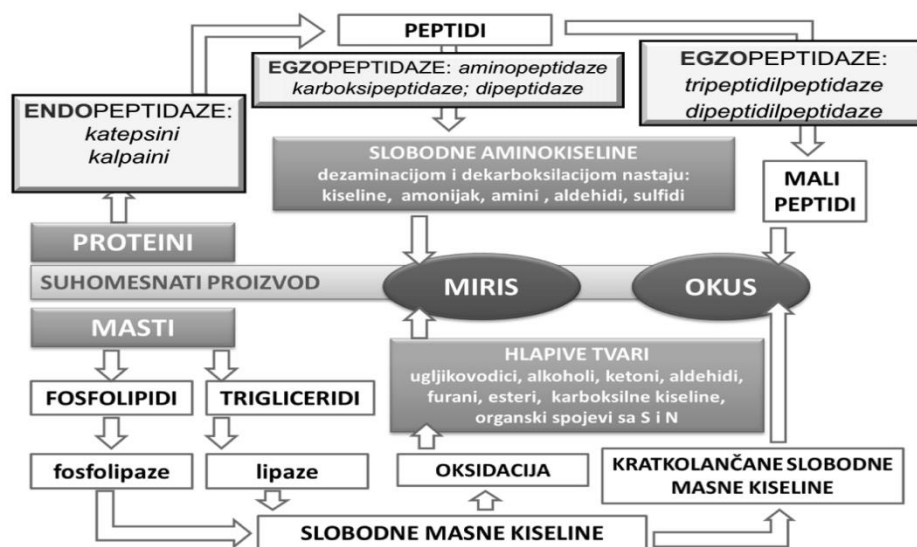 PEPTIDI
EGZOPEPTIDAZE: aminopeptidaze
karboksipeptidaze; dipeptidaze
EGZOPEPTIDAZE:
tripeptidilpeptidaze
dipeptidilpeptidaze
ENDOPEPTIDAZE:
katepsini
kalpaini
SLOBODNE AMINOKISELINE
dezaminacijom i dekarboksilacijom nastaju:
kiseline, amonijak, amini , aldehidi, sulfidi
MALI
PEPTIDI
PROTEINI
SUHOMESNATI PROIZVOD
MIRIS
OKUS
MASTI
HLAPIVE TVARI
ugljikovodici, alkoholi, ketoni, aldehidi,
furani, esteri, karboksilne kiseline,
organski spojevi sa S i N
FOSFOLIPIDI
TRIGLICERIDI
fosfolipaze
lipaze
OKSIDACIJA
KRATKOLANČANE SLOBODNE
MASNE KISELINE
SLOBODNE MASNE KISELINE